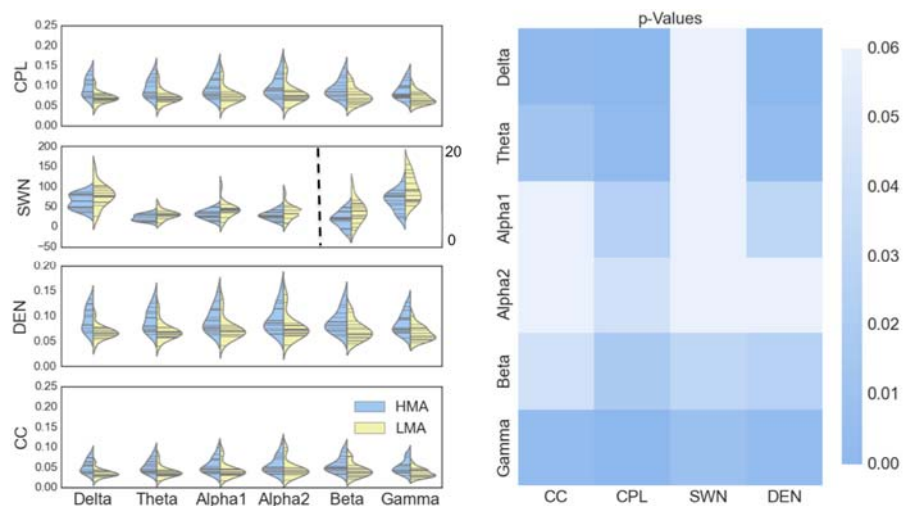 CPL
0.25
0.20
0.15
0.10
0.05
0.00
SWN
200
150
100
50
0
−50
20
0
DEN
0.20
0.15
0.10
0.05
0.00
CC
0.25
0.20
0.15
0.10
0.05
0.00
HMA
LMA
Delta Theta Alpha1 Alpha2 Beta Gamma
p-Values
Delta
Theta
Alpha1
Alpha2
Beta
Gamma
CC CPL SWN DEN
0.06
0.05
0.04
0.03
0.02
0.01
0.00